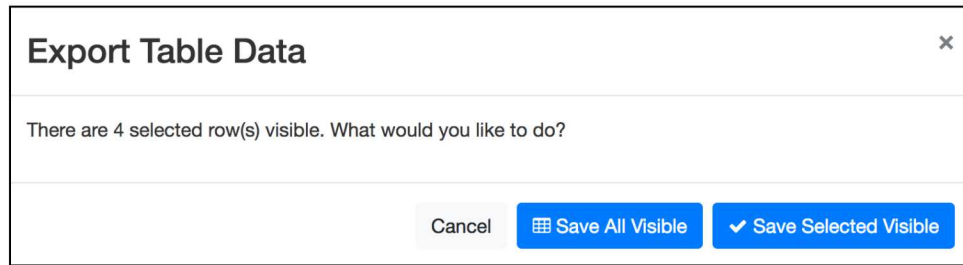 Export Table Data
×
There are 4 selected row(s) visible. What would you like to do?
Cancel
Save All Visible
Save Selected Visible